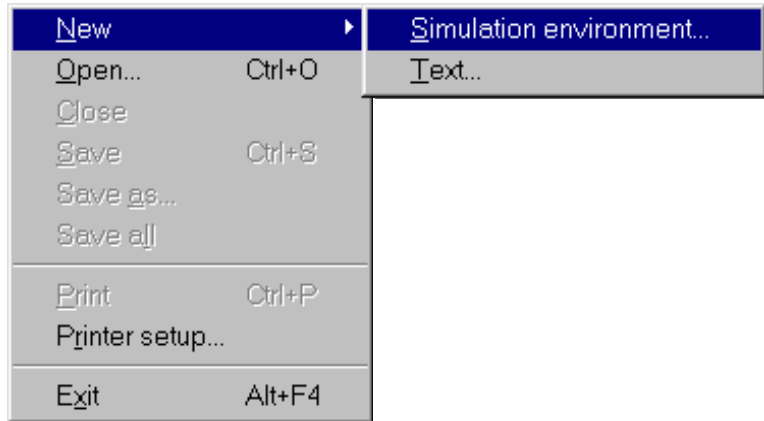 New
Open... Ctrl+O
Close
Save Ctrl+S
Save as...
Save all
Print Ctrl+P
Printer setup...
Exit Alt+F4
Simulation environment...
Text...